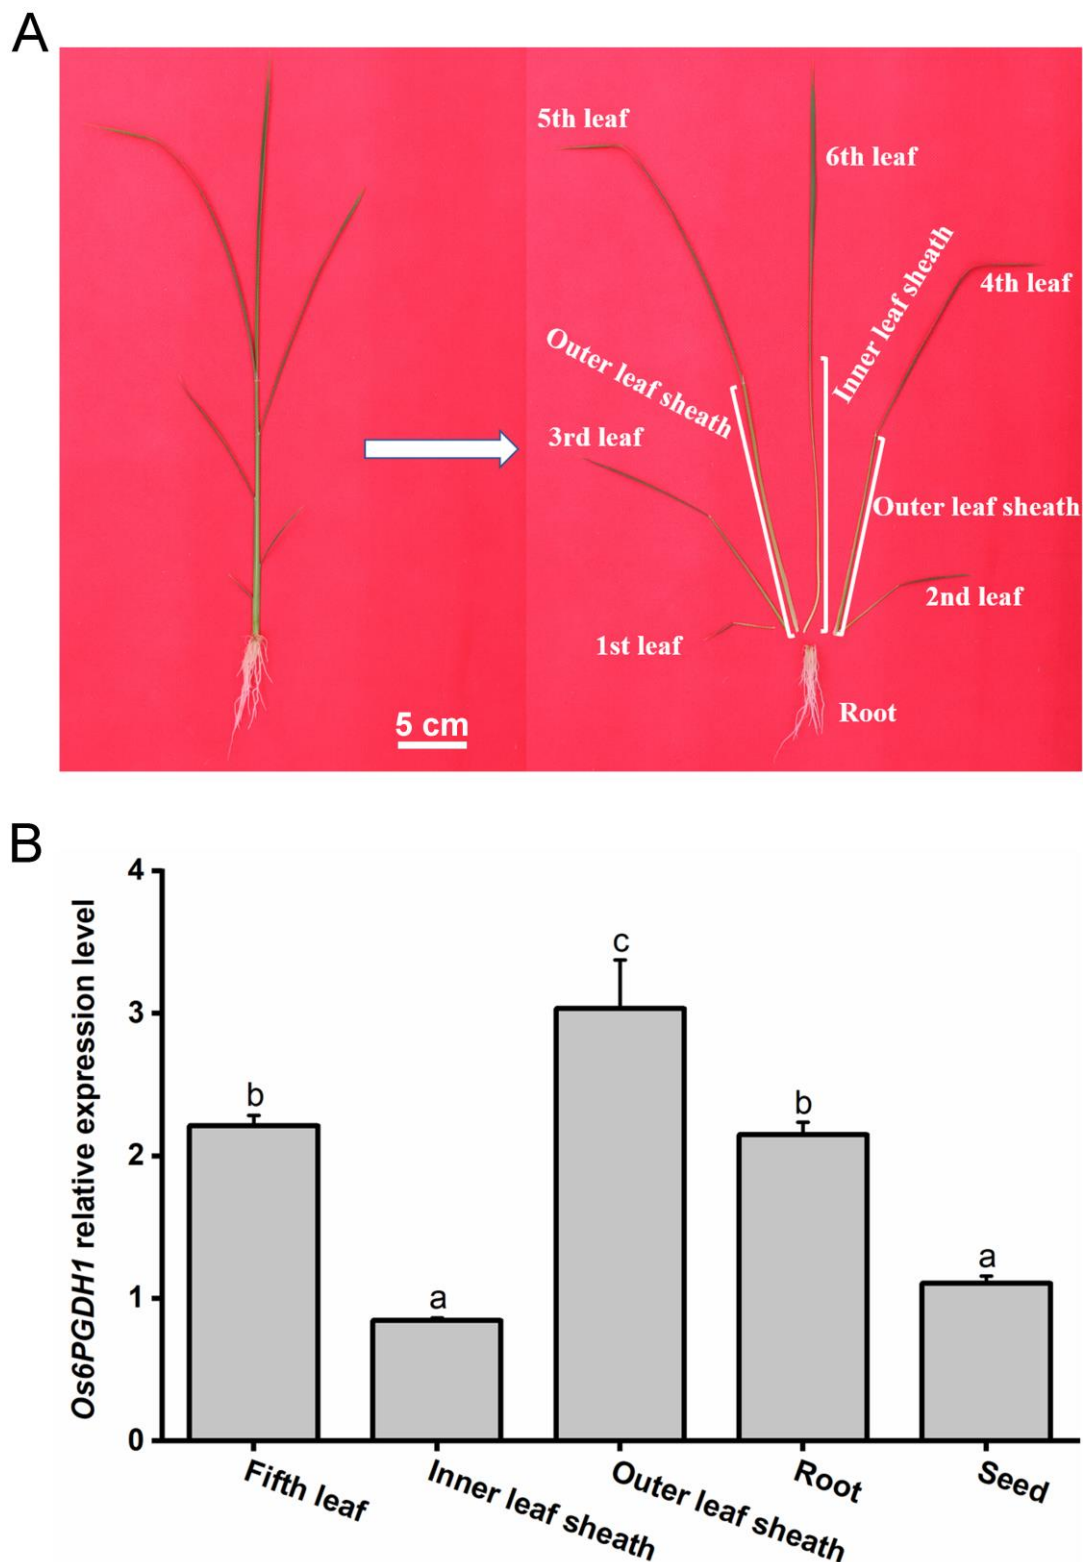 A
5th leaf
6th leaf
Inner leaf sheath
4th leaf
Outer leaf sheath
3rd leaf
Outer leaf sheath
2nd leaf
1st leaf
Root
5 cm
B
Os6PGDH1 relative expression level
4
3
2
1
0
b
a
c
b
a
Fifth leaf
Inner leaf sheath
Outer leaf sheath
Root
Seed